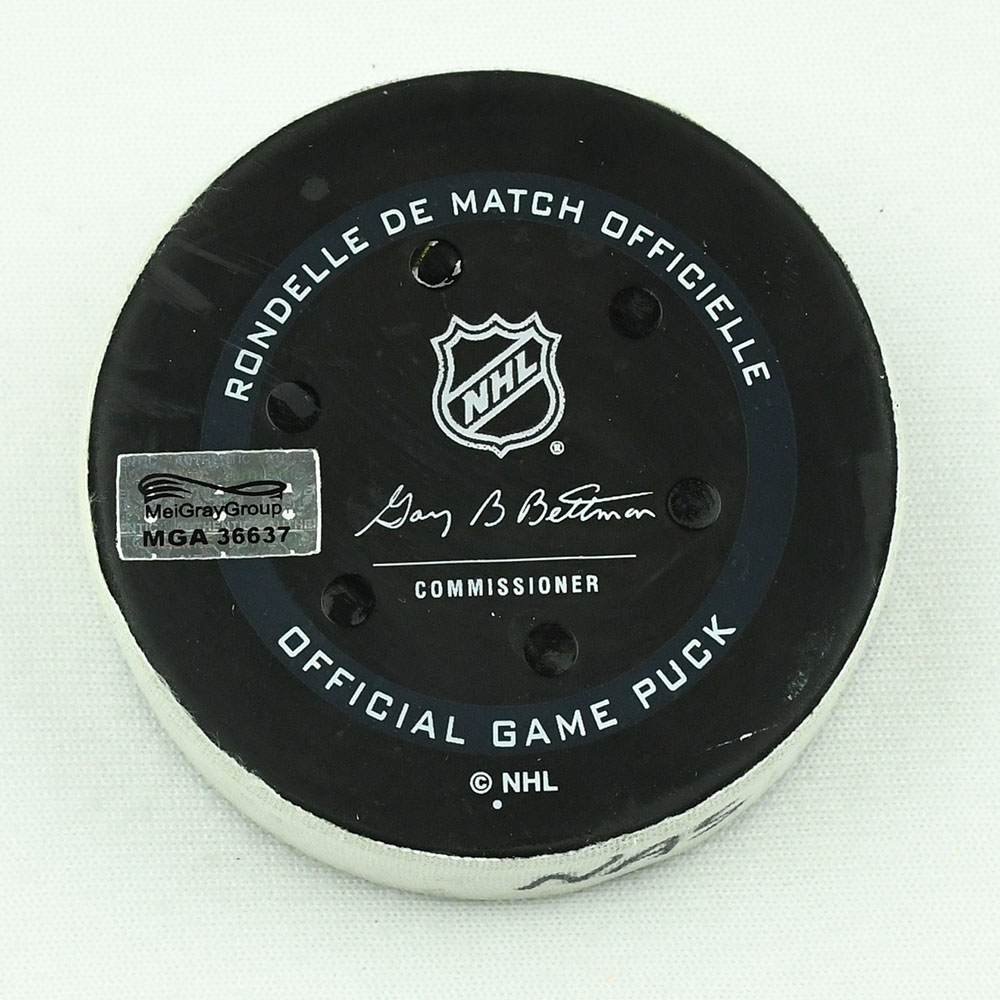 RONDELLE DE MATCH OFFICIELLE
NHL
Gary B Bettman
COMMISSIONER
MeiGrayGroup
MGA 36637
OFFICIAL GAME PUCK
© NHL